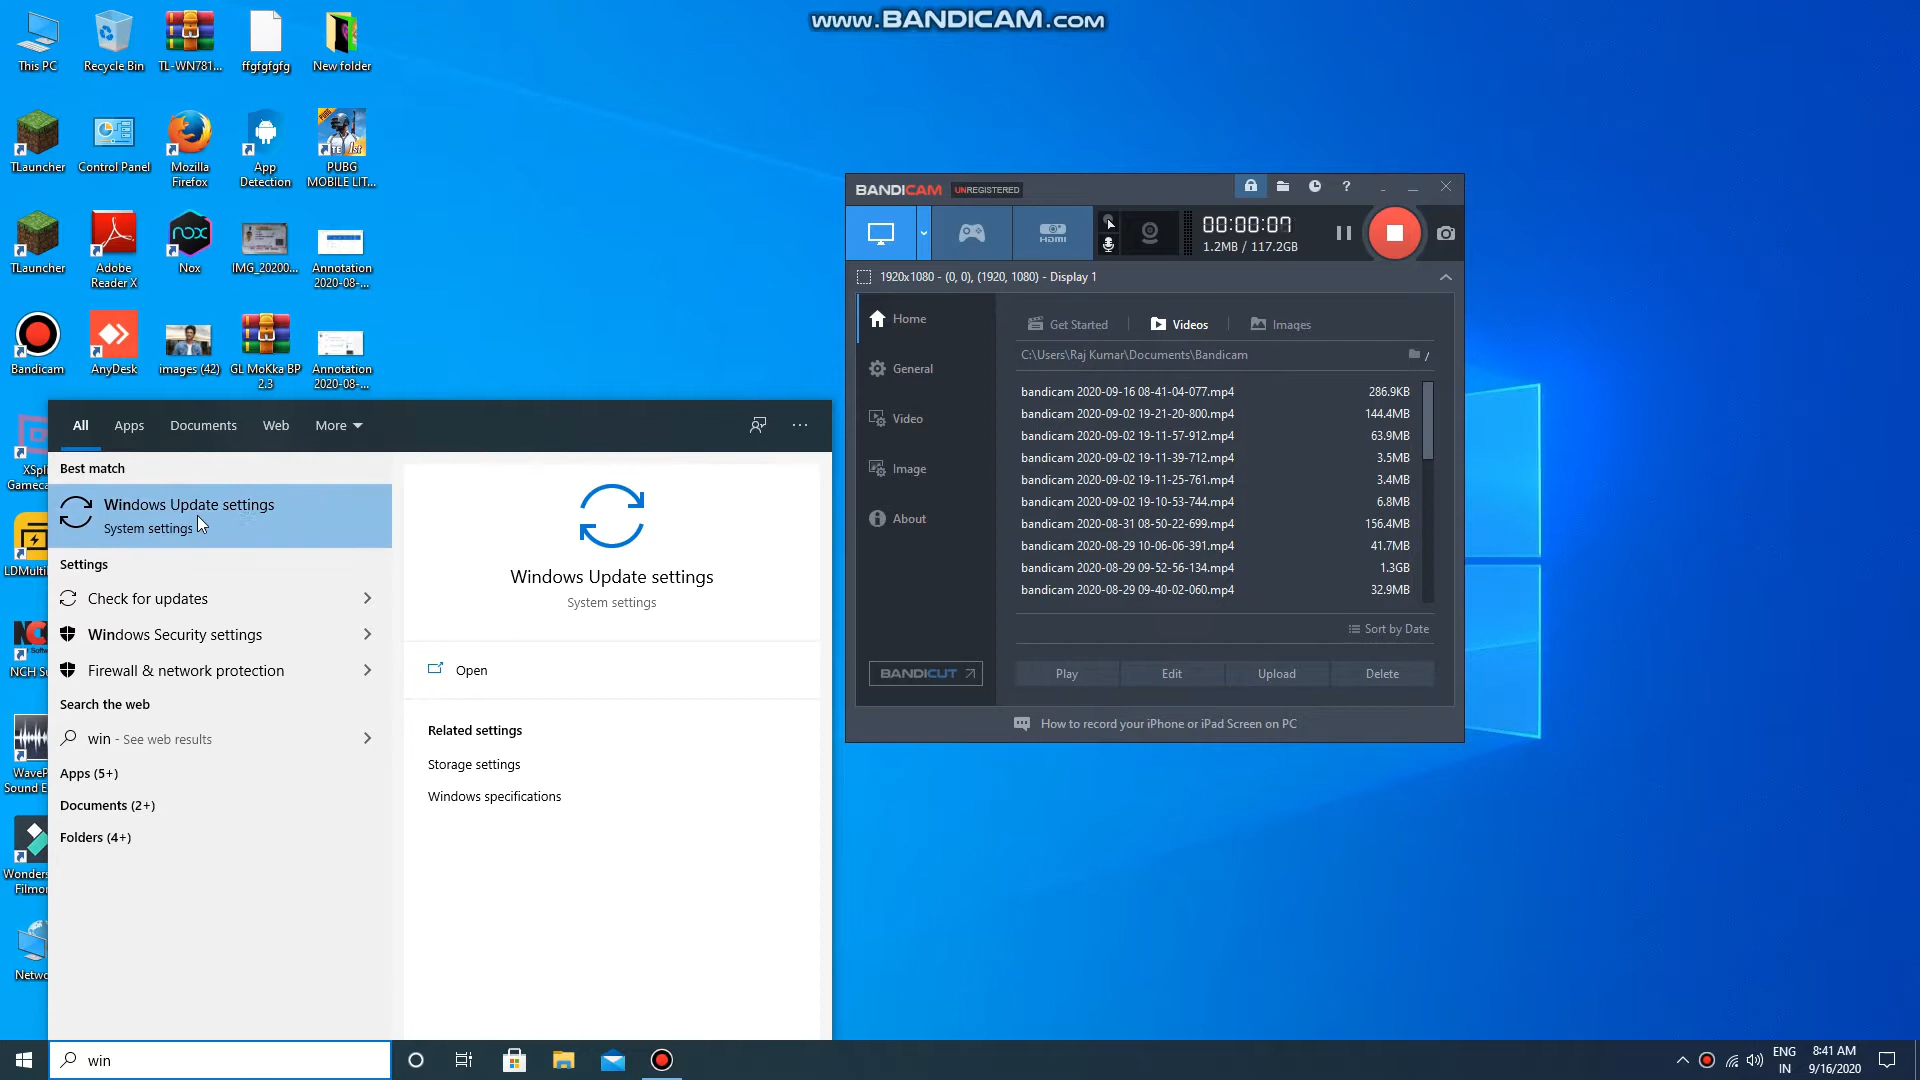 www.BANDICAM.com
This PC
Recycle Bin
TL-WN781...
ffgfgfgfg
New folder
TLauncher
Control Panel
Mozilla
Firefox
App
Detection
PUBG
MOBILE LIT...
TLauncher
Adobe
Reader X
Nox
IMG_20200...
Annotation
2020-08-...
Bandicam
AnyDesk
images (42)
GL MoKka BP
2.3
Annotation
2020-08-...
XSpli
Gameca
LDMulti
NCH S
WaveP
Sound E
Wonders
Filmor
Netwo
All
Apps
Documents
Web
More
Best match
Windows Update settings
System settings
Settings
Check for updates
Windows Security settings
Firewall & network protection
Search the web
win - See web results
Apps (5+)
Documents (2+)
Folders (4+)
Windows Update settings
System settings
Open
Related settings
Storage settings
Windows specifications
BANDICAM UNREGISTERED
HDMI
00:00:07
1.2MB / 117.2GB
1920x1080 - (0, 0), (1920, 1080) - Display 1
Home
General
Video
Image
About
BANDICUT
Get Started
Videos
Images
C:\Users\Raj Kumar\Documents\Bandicam
bandicam 2020-09-16 08-41-04-077.mp4 286.9KB
bandicam 2020-09-02 19-21-20-800.mp4 144.4MB
bandicam 2020-09-02 19-11-57-912.mp4 63.9MB
bandicam 2020-09-02 19-11-39-712.mp4 3.5MB
bandicam 2020-09-02 19-11-25-761.mp4 3.4MB
bandicam 2020-09-02 19-10-53-744.mp4 6.8MB
bandicam 2020-08-31 08-50-22-699.mp4 156.4MB
bandicam 2020-08-29 10-06-06-391.mp4 41.7MB
bandicam 2020-08-29 09-52-56-134.mp4 1.3GB
bandicam 2020-08-29 09-40-02-060.mp4 32.9MB
Sort by Date
Play
Edit
Upload
Delete
How to record your iPhone or iPad Screen on PC
win
ENG
IN
8:41 AM
9/16/2020